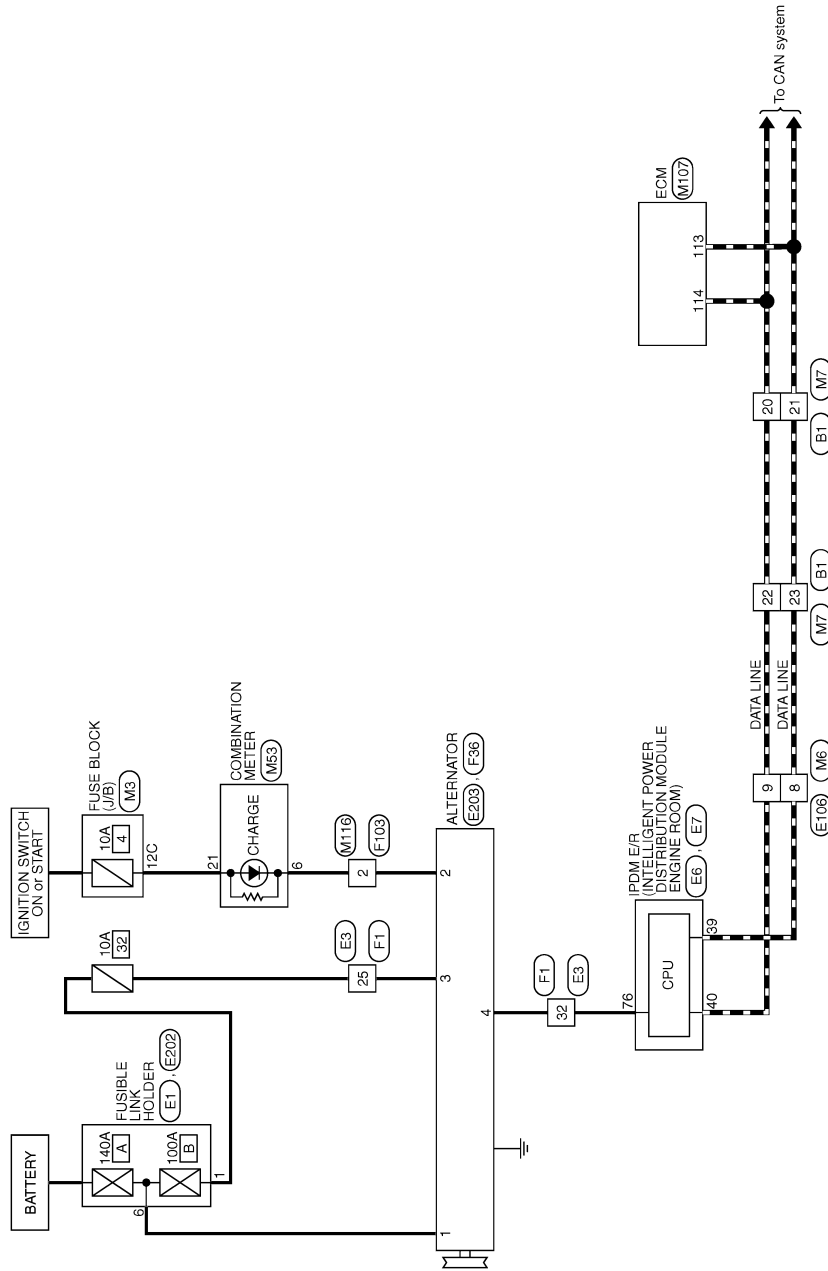 BATTERY
140A
A
100A
B
6
1
FUSIBLE
LINK
HOLDER
E1 , E202
10A
32
IGNITION SWITCH
ON or START
10A
4
12C
FUSE BLOCK
(J/B)
M3
21
CHARGE
6
COMBINATION
METER
M53
25
E3
F1
2
M116
F103
1
3
2
4
ALTERNATOR
E203 , F36
32
F1
E3
76
CPU
40
39
IPDM E/R
(INTELLIGENT POWER
DISTRIBUTION MODULE
ENGINE ROOM)
E6 , E7
9
8
E106
M6
DATA LINE
DATA LINE
22
23
M7
B1
20
21
B1
M7
ECM
M107
114
113
To CAN system